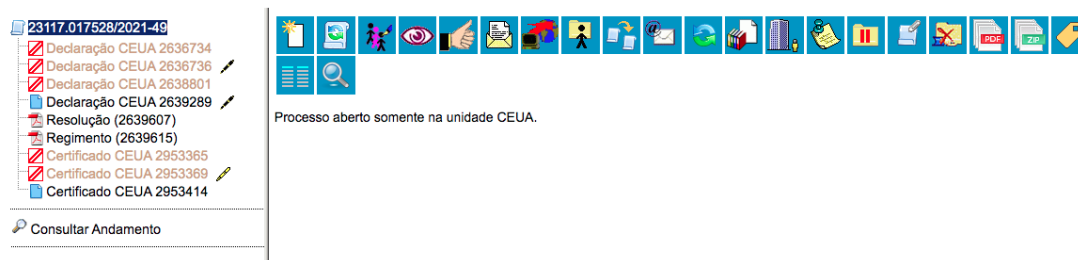 23117.017528/2021-49
Declaração CEUA 2636734
Declaração CEUA 2636736
Declaração CEUA 2638801
Declaração CEUA 2639289
Resolução (2639607)
Regimento (2639615)
Certificado CEUA 2953365
Certificado CEUA 2953369
Certificado CEUA 2953414
Consultar Andamento
PDF
ZIP
Processo aberto somente na unidade CEUA.